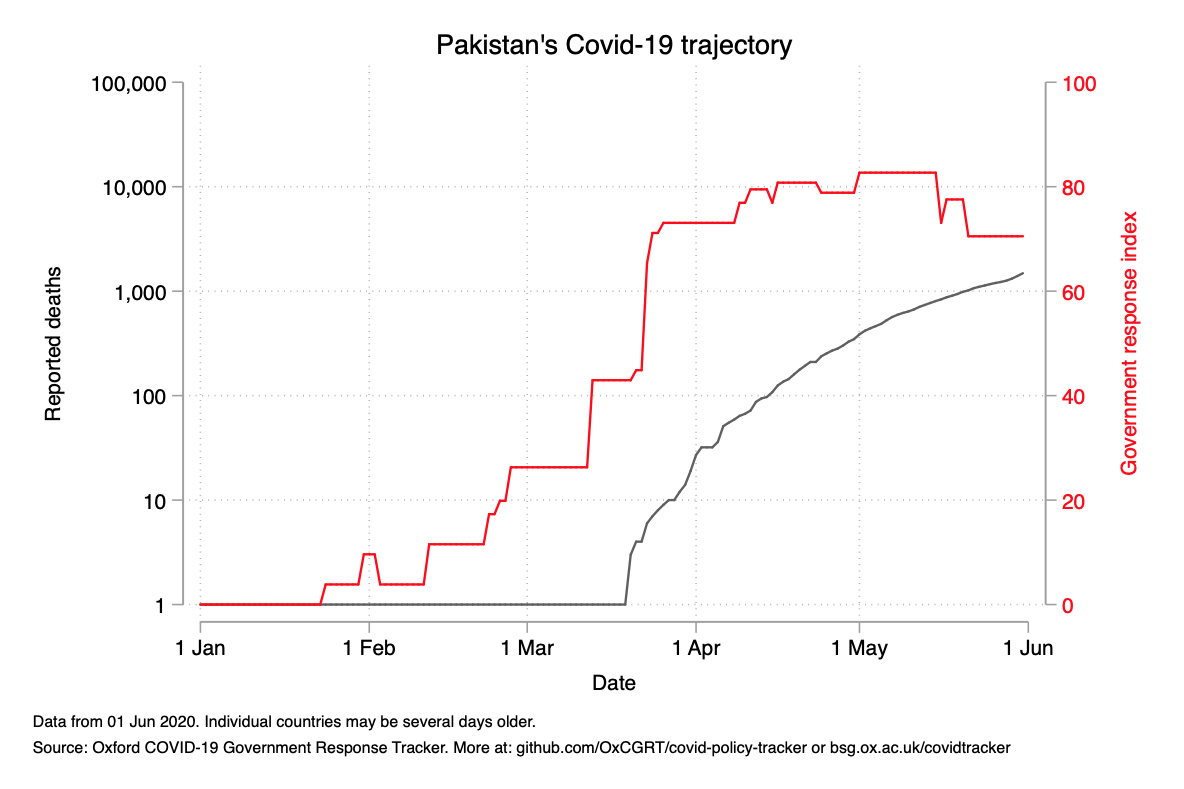 Pakistan's Covid-19 trajectory
100,000
10,000
1,000
100
10
1
Reported deaths
100
80
60
40
20
0
Government response index
1 Jan 1 Feb 1 Mar 1 Apr 1 May 1 Jun
Date
Data from 01 Jun 2020. Individual countries may be several days older.
Source: Oxford COVID-19 Government Response Tracker. More at: github.com/OxCGRT/covid-policy-tracker or bsg.ox.ac.uk/covidtracker